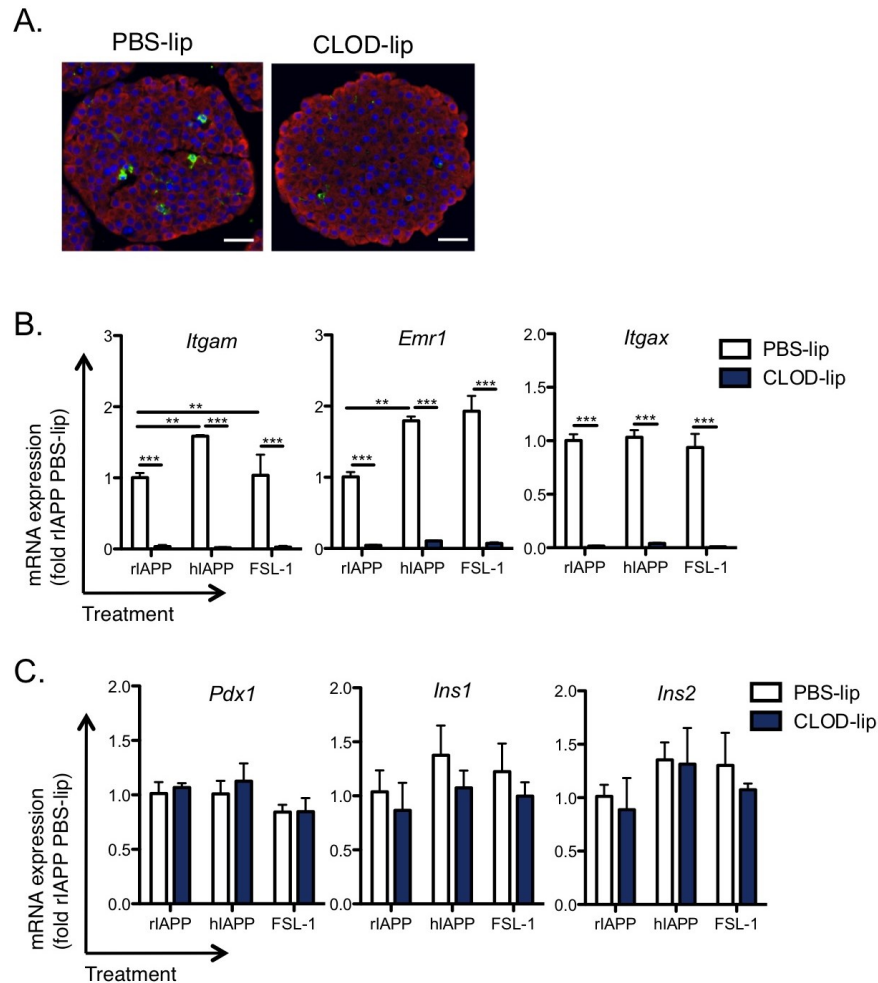 A.
PBS-lip
CLOD-lip
B.
Itgam
Emr1
Itgax
PBS-lip
CLOD-lip
mRNA expression
(fold rIAPP PBS-lip)
3
2
1
0
**
**
***
***
***
rIAPP
hIAPP
FSL-1
3
2
1
0
**
***
***
***
rIAPP
hIAPP
FSL-1
2.0
1.5
1.0
0.5
0.0
***
***
***
rIAPP
hIAPP
FSL-1
Treatment
C.
Pdx1
Ins1
Ins2
PBS-lip
CLOD-lip
mRNA expression
(fold rIAPP PBS-lip)
2.0
1.5
1.0
0.5
0.0
rIAPP
hIAPP
FSL-1
2.0
1.5
1.0
0.5
0.0
rIAPP
hIAPP
FSL-1
2.0
1.5
1.0
0.5
0.0
rIAPP
hIAPP
FSL-1
Treatment